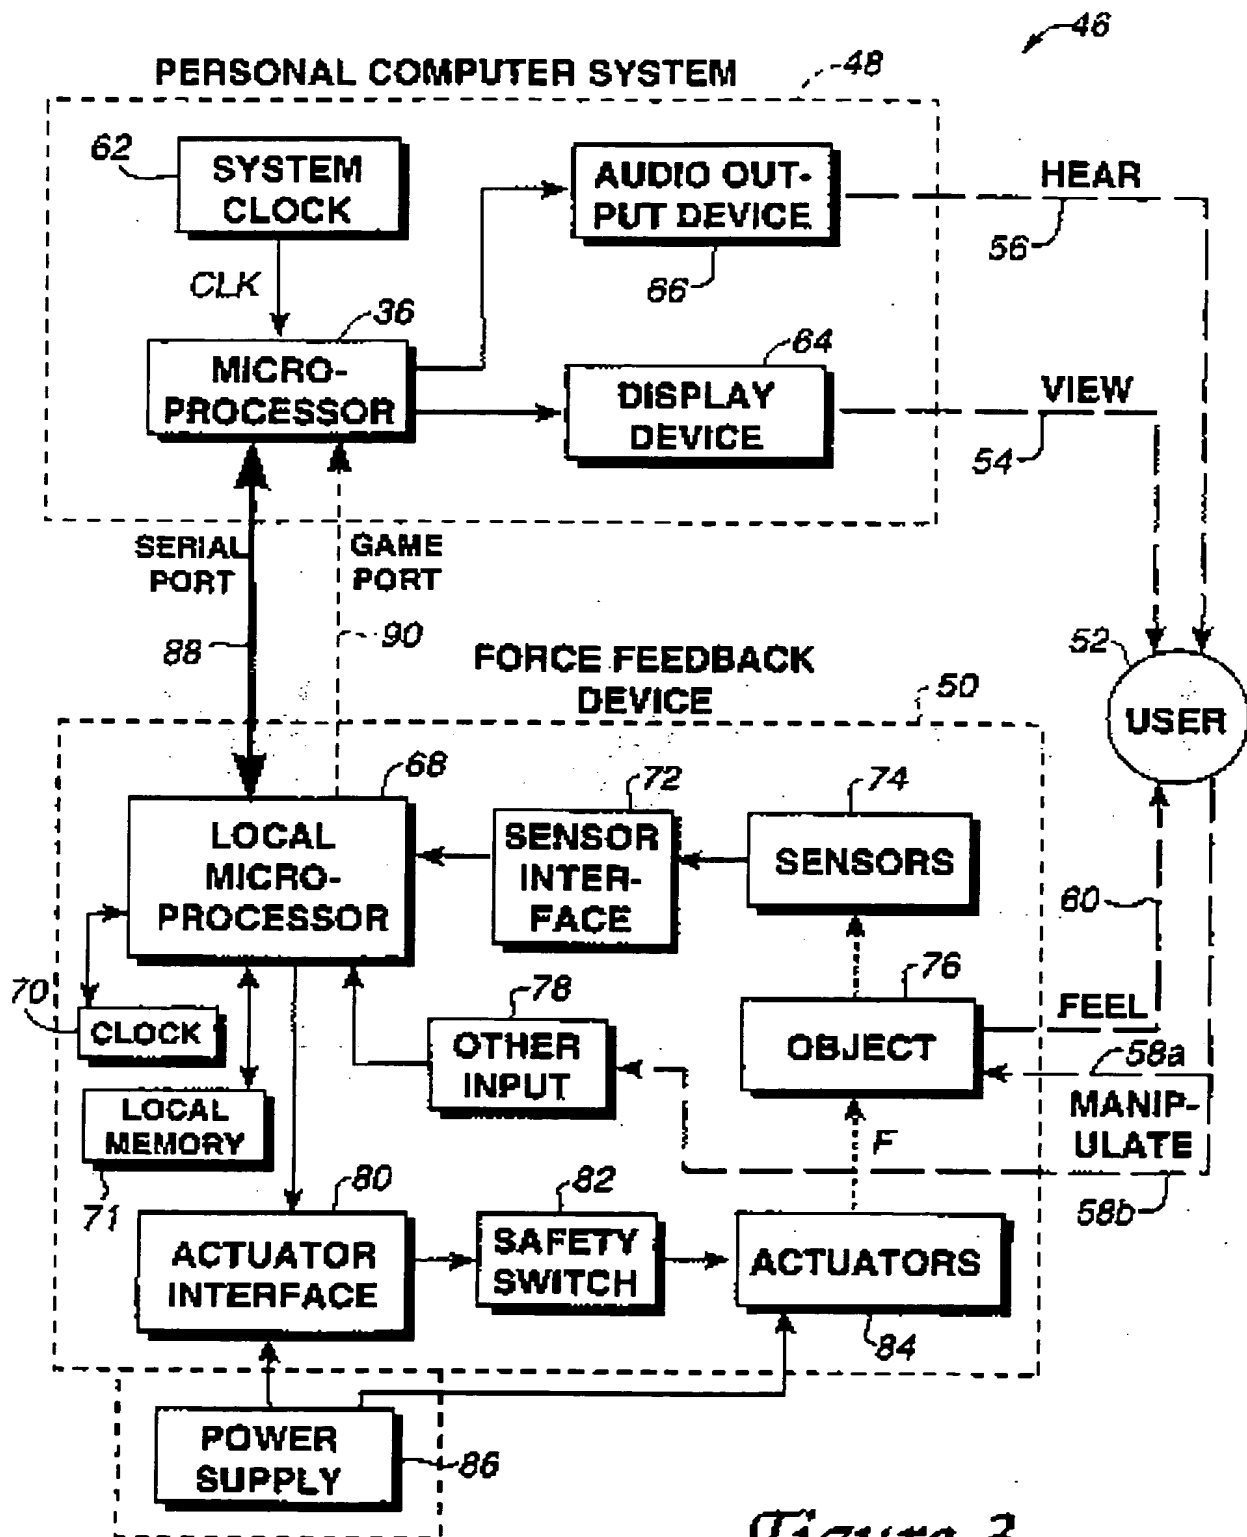 46
PERSONAL COMPUTER SYSTEM
48
62
SYSTEM
CLOCK
AUDIO OUT-
PUT DEVICE
66
HEAR
56
CLK
36
MICRO-
PROCESSOR
64
DISPLAY
DEVICE
VIEW
54
SERIAL
PORT
GAME
PORT
88
90
FORCE FEEDBACK
DEVICE
50
52
USER
68
LOCAL
MICRO-
PROCESSOR
72
SENSOR
INTER-
FACE
74
SENSORS
60
70
CLOCK
78
OTHER
INPUT
76
OBJECT
FEEL
58a
MANIP-
ULATE
58b
LOCAL
MEMORY
71
F
80
ACTUATOR
INTERFACE
82
SAFETY
SWITCH
ACTUATORS
84
POWER
SUPPLY
86